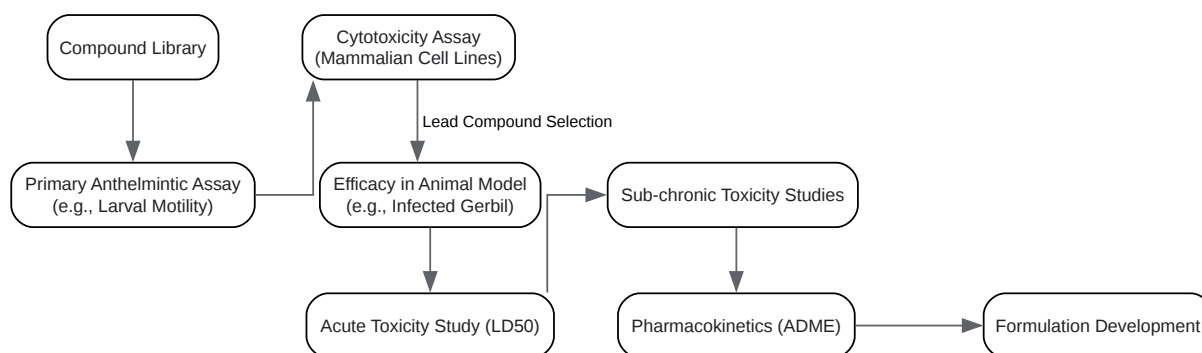 Compound Library
Primary Anthelmintic Assay
(e.g., Larval Motility)
Cytotoxicity Assay
(Mammalian Cell Lines)
Lead Compound Selection
Efficacy in Animal Model
(e.g., Infected Gerbil)
Acute Toxicity Study (LD50)
Sub-chronic Toxicity Studies
Pharmacokinetics (ADME)
Formulation Development